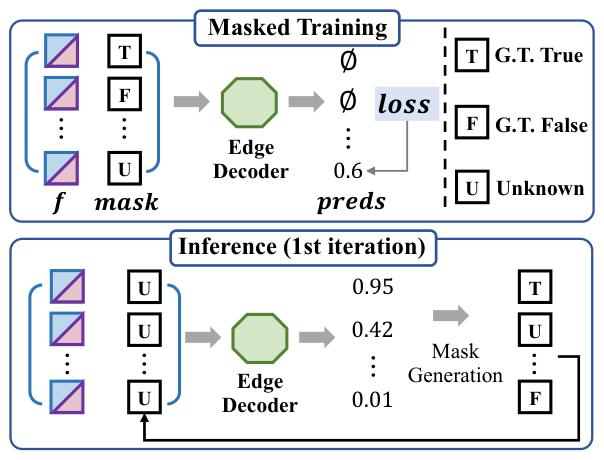 Masked Training
T
F
⋮
U
f mask
Edge
Decoder
∅
∅
⋮
0.6
preds
loss
T G.T. True
F G.T. False
U Unknown
Inference (1st iteration)
U
U
⋮
U
Edge
Decoder
0.95
0.42
⋮
0.01
Mask
Generation
T
U
⋮
F